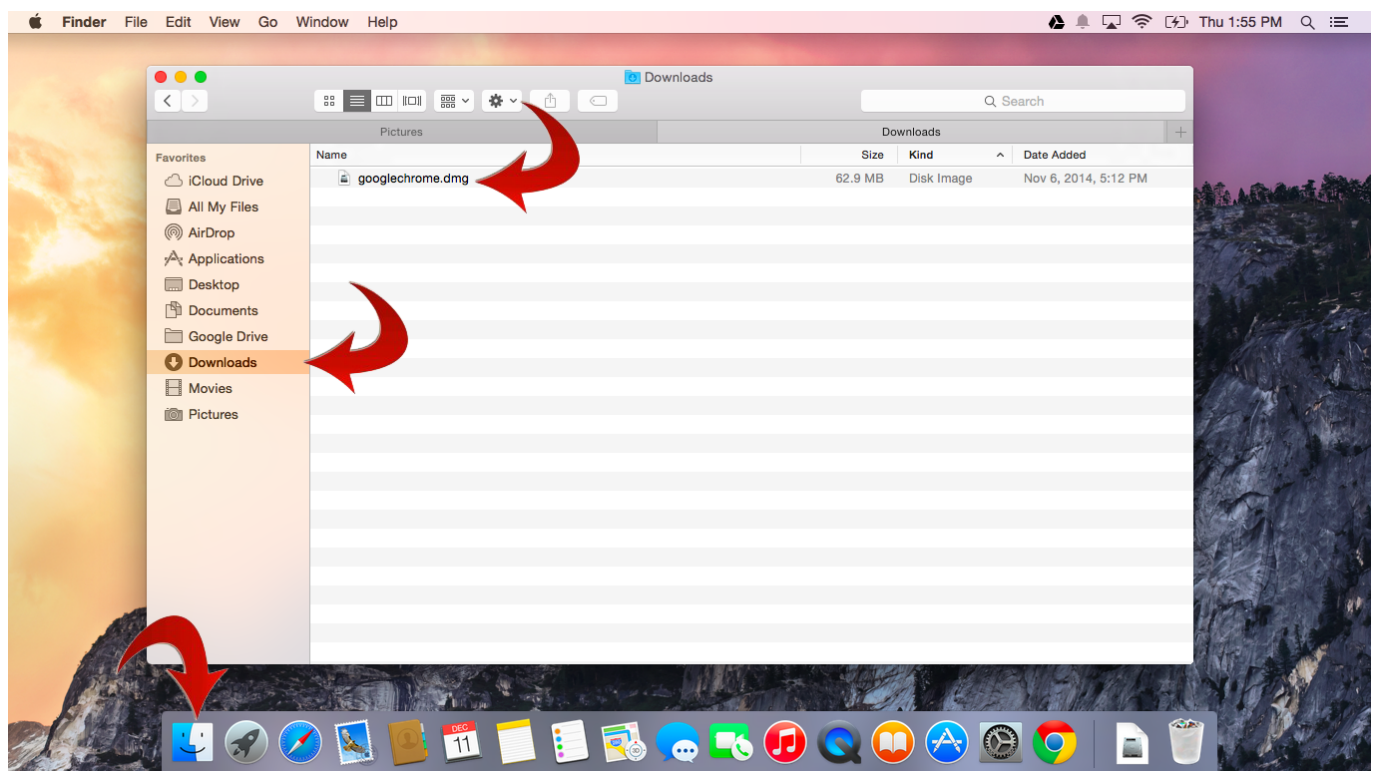 Finder File Edit View Go Window Help Thu 1:55 PM
Downloads
Search
Pictures Downloads
Favorites
Name Size Kind Date Added
iCloud Drive
googlechrome.dmg 62.9 MB Disk Image Nov 6, 2014, 5:12 PM
All My Files
AirDrop
Applications
Desktop
Documents
Google Drive
Downloads
Movies
Pictures
DEC
11